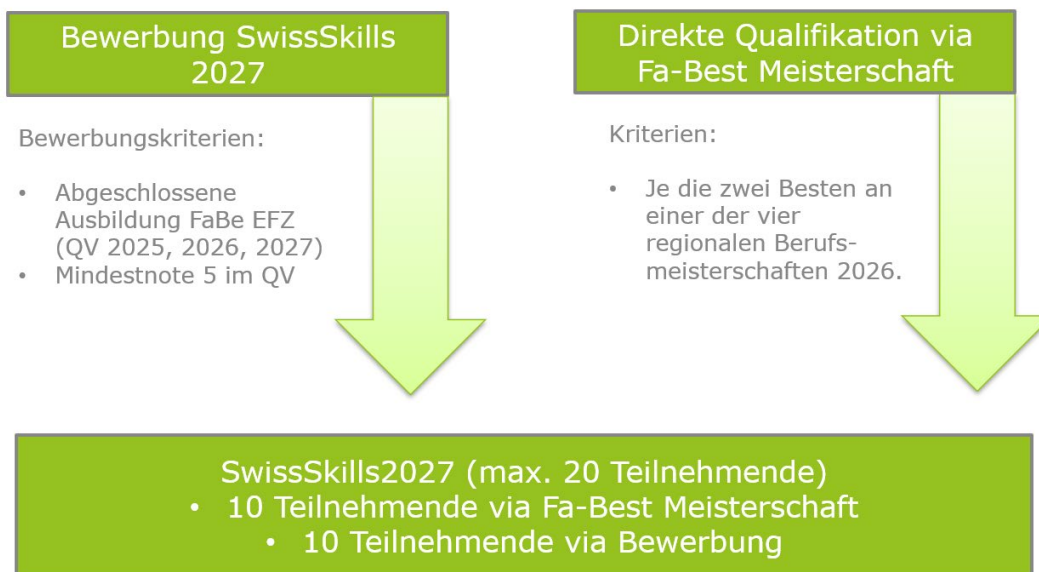 Bewerbung SwissSkills
2027
Bewerbungskriterien:
• Abgeschlossene
Ausbildung FaBe EFZ
(QV 2025, 2026, 2027)
• Mindestnote 5 im QV
Direkte Qualifikation via
Fa-Best Meisterschaft
Kriterien:
• Je die zwei Besten an
einer der vier
regionalen Berufs-
meisterschaften 2026.
SwissSkills2027 (max. 20 Teilnehmende)
• 10 Teilnehmende via Fa-Best Meisterschaft
• 10 Teilnehmende via Bewerbung